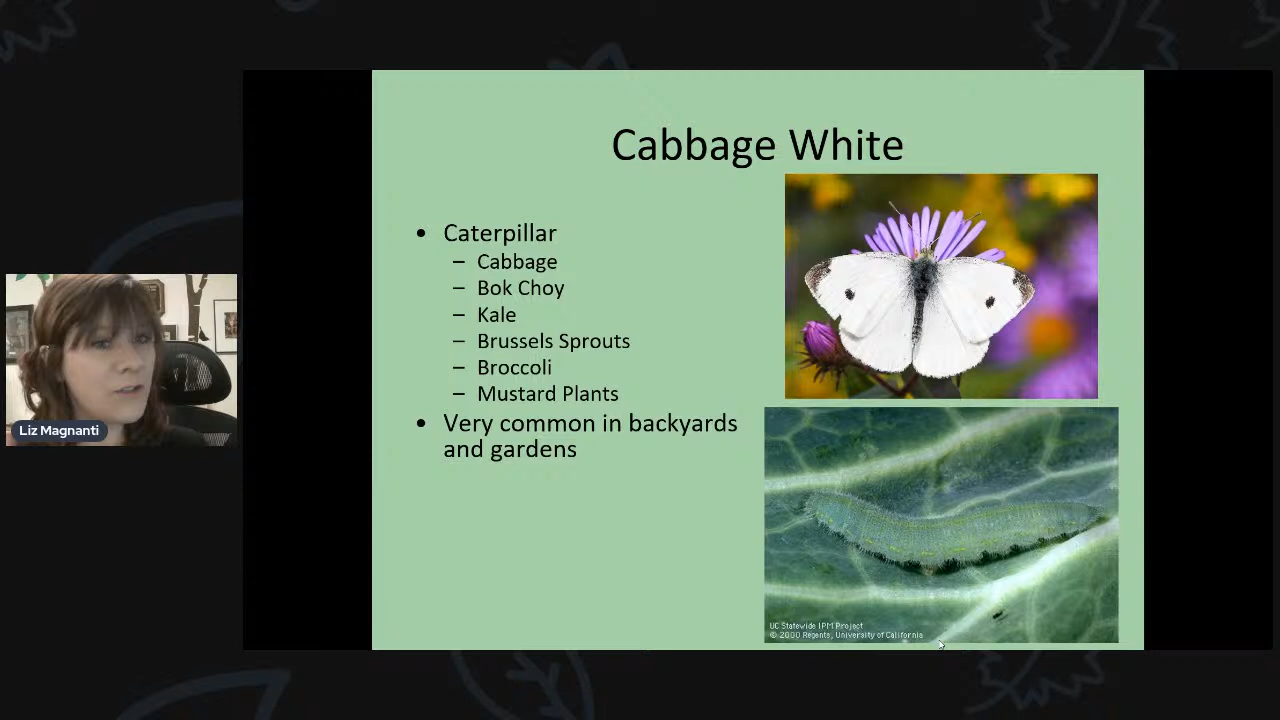 Cabbage White
• Caterpillar
– Cabbage
– Bok Choy
– Kale
– Brussels Sprouts
– Broccoli
– Mustard Plants
• Very common in backyards
and gardens
Liz Magnanti
UC Statewide IPM Project
© 2000 Regents, University of California